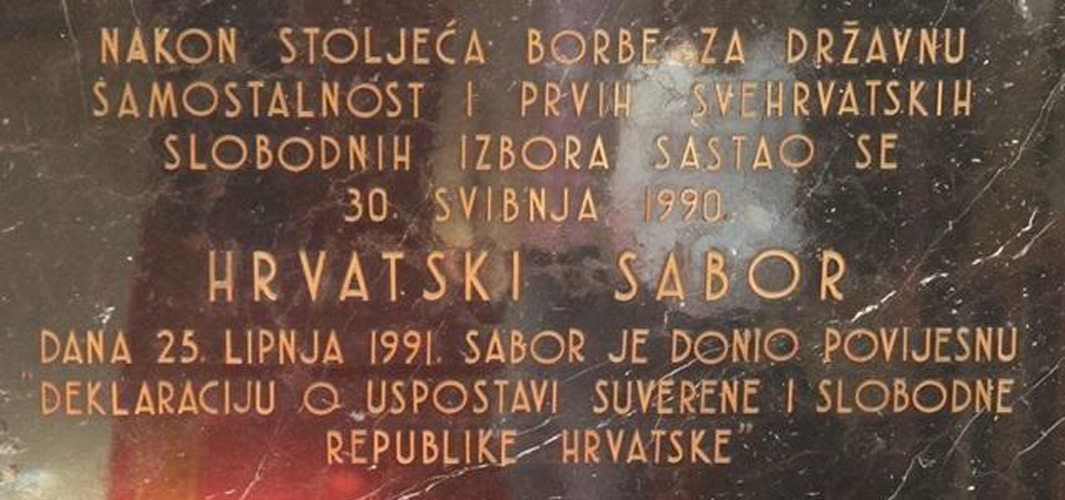 NAKON STOLJEĆA BORBE ZA DRŽAVNU
SAMOSTALNOST I PRVIH SVEHRVATSKIH
SLOBODNIH IZBORA SASTAO SE
30. SVIBNJA 1990.
HRVATSKI SABOR
DANA 25. LIPNJA 1991. SABOR JE DONIO POVIJESNU
"DEKLARACIJU O USPOSTAVI SUVERENE I SLOBODNE
REPUBLIKE HRVATSKE"